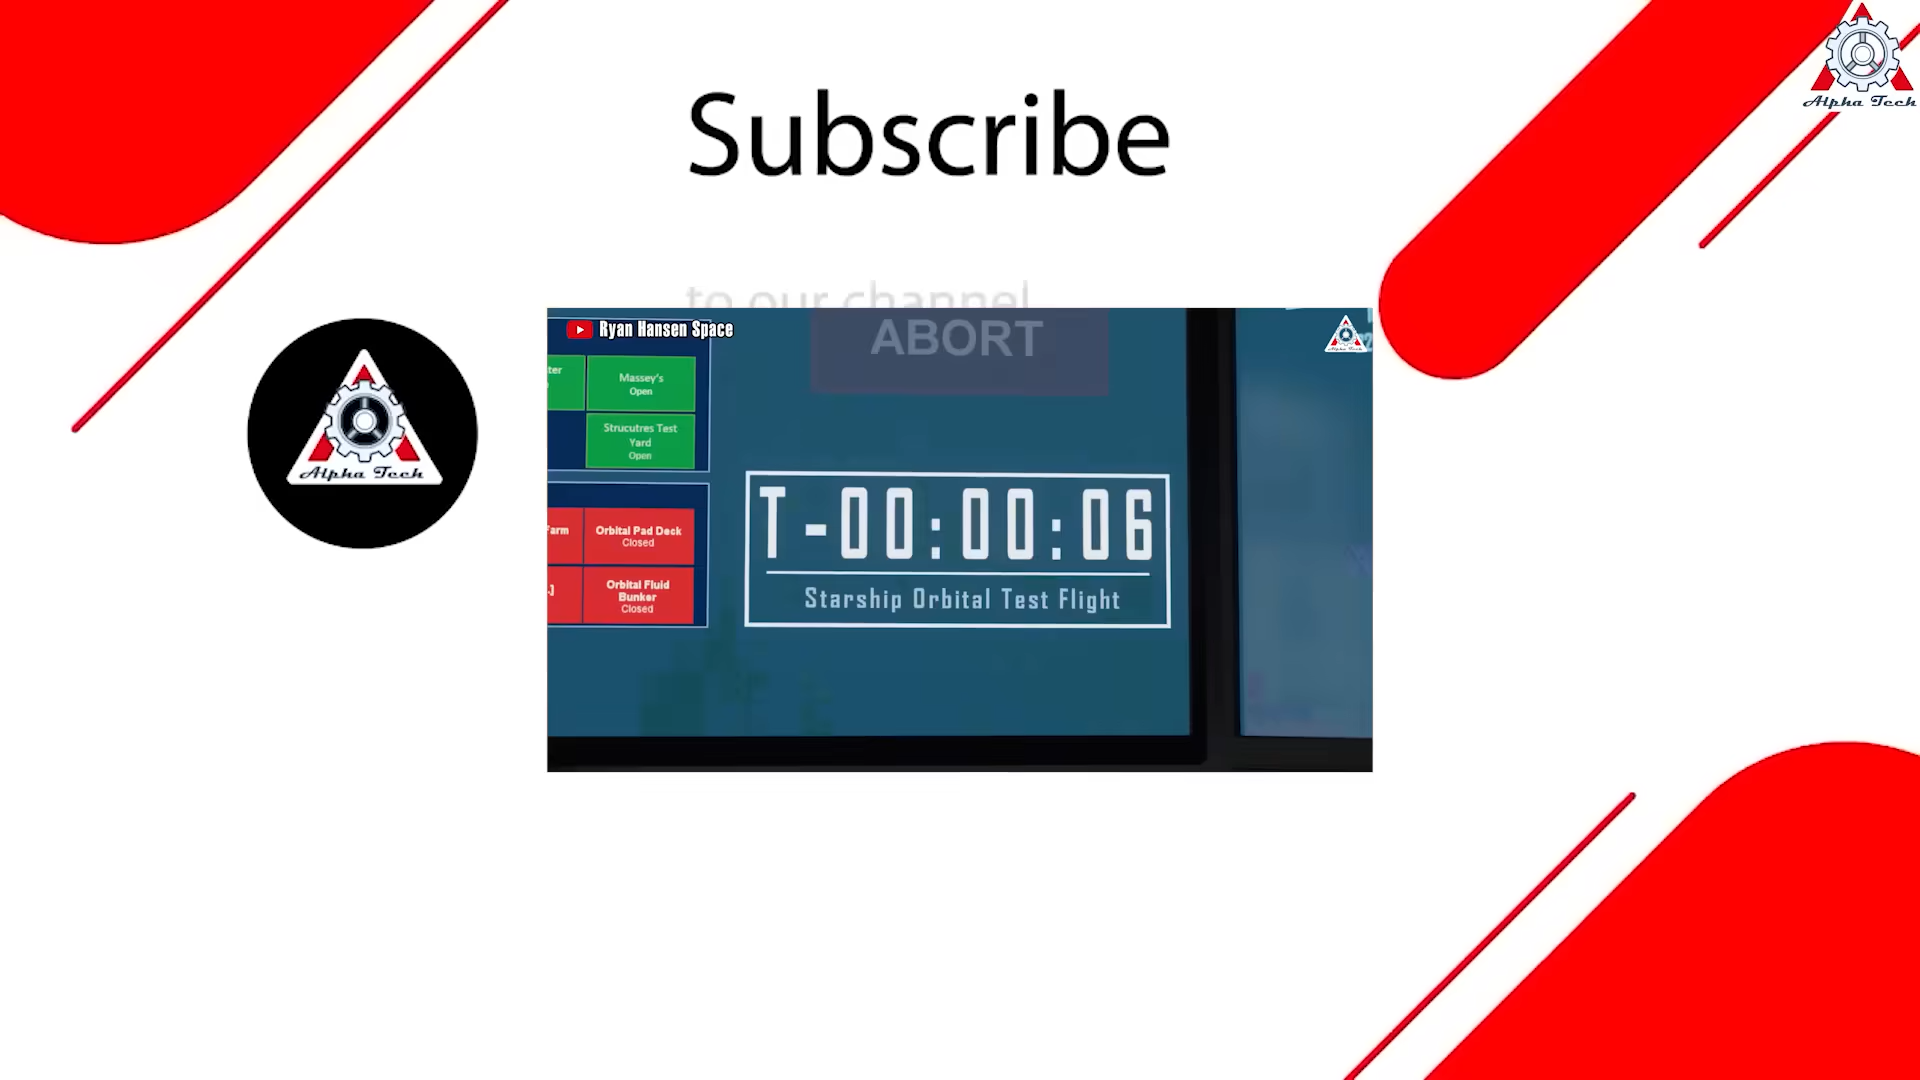 Subscribe
to our channel
Alpha Tech
Alpha Tech
Ryan Hansen Space
ABORT
Massey's
Open
Strucutres Test
Yard
Open
Orbital Pad Deck
Closed
Orbital Fluid
Bunker
Closed
T-00:00:06
Starship Orbital Test Flight